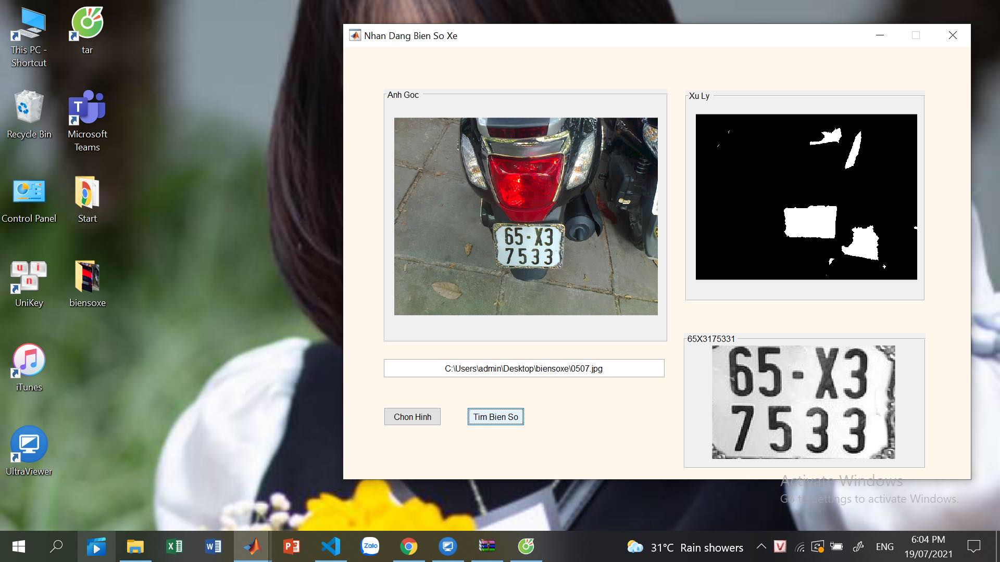 This PC -
Shortcut
tar
Recycle Bin
T
Microsoft
Teams
Control Panel
Start
u i
n
UniKey
biensoxe
iTunes
UltraViewer
Nhan Dang Bien So Xe
Anh Goc
65-X3
7533
Xu Ly
C:\Users\admin\Desktop\biensoxe\0507.jpg
Chon Hinh
Tim Bien So
65X3175331
65-X3
7533
Activate Windows
Go to Settings to activate Windows.
X
W
P
Zalo
31°C Rain showers
V
ENG
6:04 PM
19/07/2021